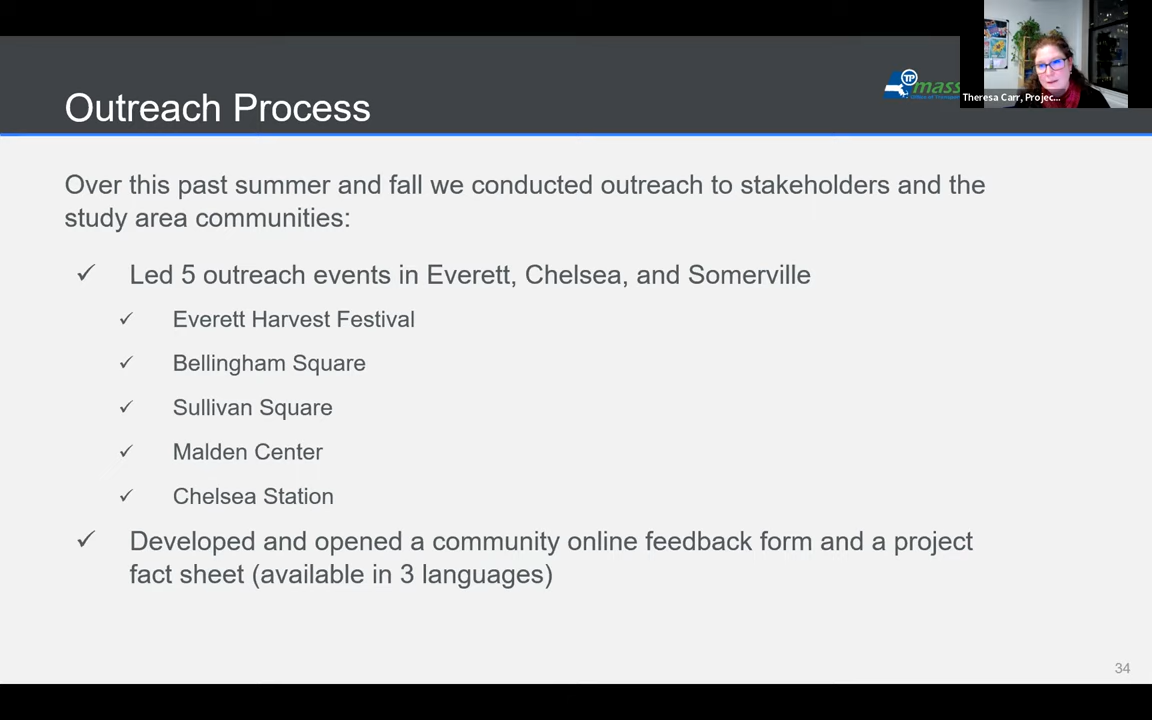 TP
mass
Theresa Carr, Projec...
Outreach Process
Over this past summer and fall we conducted outreach to stakeholders and the
study area communities:
✓ Led 5 outreach events in Everett, Chelsea, and Somerville
✓ Everett Harvest Festival
✓ Bellingham Square
✓ Sullivan Square
✓ Malden Center
✓ Chelsea Station
✓ Developed and opened a community online feedback form and a project
fact sheet (available in 3 languages)
34